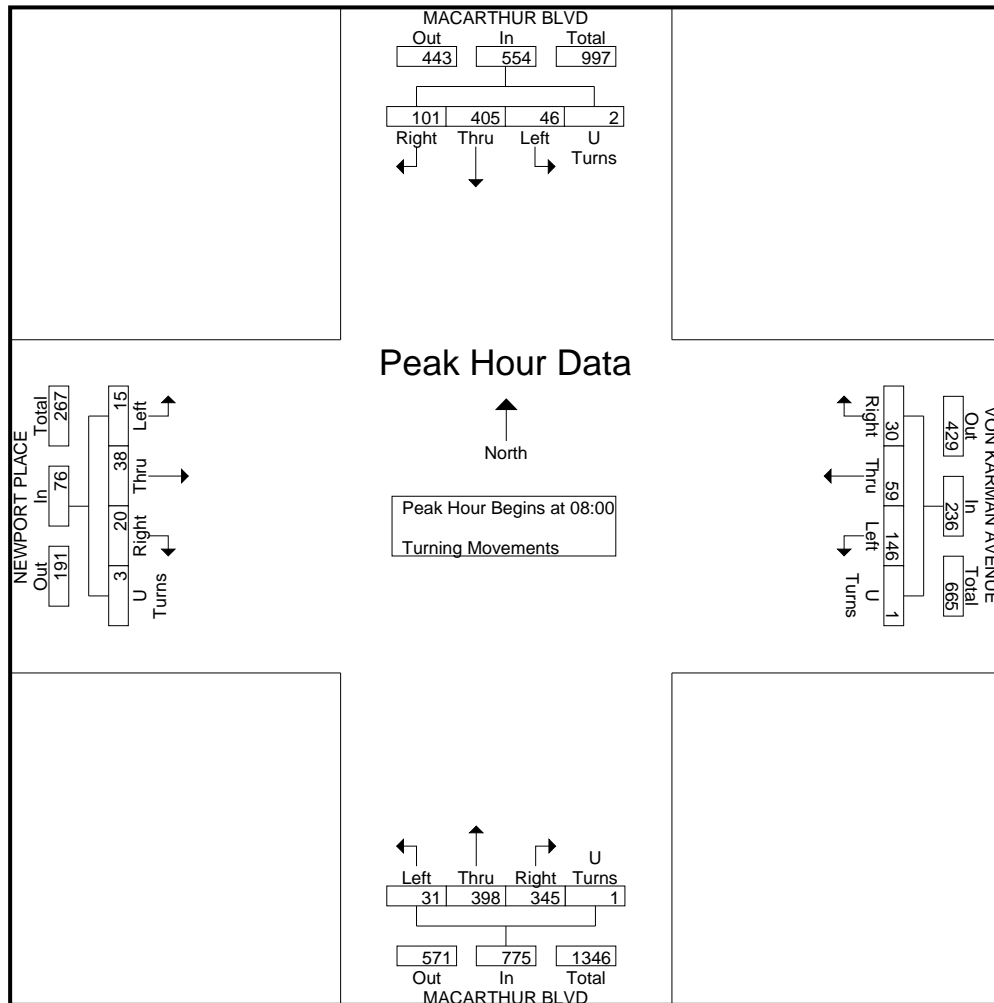 MACARTHUR BLVD
Out In Total
443 554 997
101 405 46 2
Right Thru Left U
Turns
Peak Hour Data
North
Peak Hour Begins at 08:00
Turning Movements
NEWPORT PLACE
Out In Total
191 76 267
3 20 38 15
U Right Thru Left
Turns
VON KARMAN AVENUE
Out In Total
429 236 665
30 59 146 1
Right Thru Left U
Turns
U
Left Thru Right Turns
31 398 345 1
571 775 1346
Out In Total
MACARTHUR BLVD